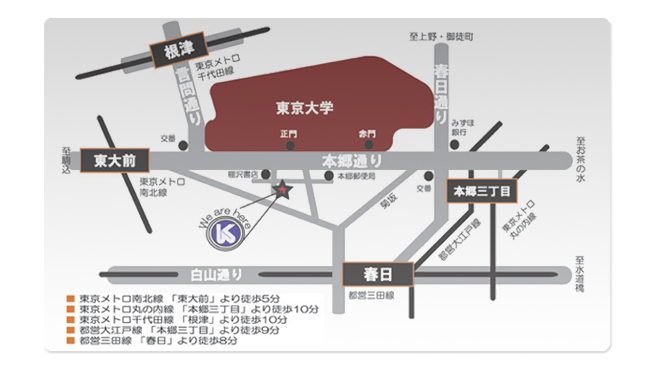 至上野・御徒町
根津
東京メトロ
千代田線
言問通り
春日通り
東京大学
みずほ
銀行
正門
赤門
交番
至駒込
東大前
本郷通り
至お茶の水
棚沢書店
本郷郵便局
交番
本郷三丁目
東京メトロ
南北線
菊坂
We are here
K
都営大江戸線
東京メトロ
丸の内線
白山通り
春日
至水道橋
都営三田線
東京メトロ南北線 「東大前」より徒歩5分
東京メトロ丸の内線 「本郷三丁目」より徒歩10分
東京メトロ千代田線 「根津」より徒歩10分
都営大江戸線 「本郷三丁目」より徒歩9分
都営三田線 「春日」より徒歩8分